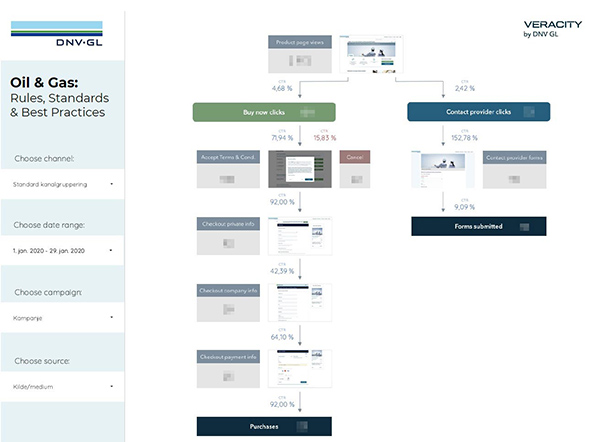 DNV·GL
VERACITY
by DNV GL
Oil & Gas:
Rules, Standards
& Best Practices
Choose channel:
Standard kanalgruppering
Choose date range:
1. jan. 2020 - 29. jan. 2020
Choose campaign:
Kampanje
Choose source:
Kilde/medium
Product page views
CTR
4,68 %
CTR
2,42 %
Buy now clicks
Contact provider clicks
CTR
71,94 %
CTR
15,83 %
CTR
152,78 %
Accept Terms & Cond.
Cancel
Contact provider forms
CTR
92,00 %
CTR
9,09 %
Checkout private info
Forms submitted
CTR
42,39 %
Checkout company info
CTR
64,10 %
Checkout payment info
CTR
92,00 %
Purchases